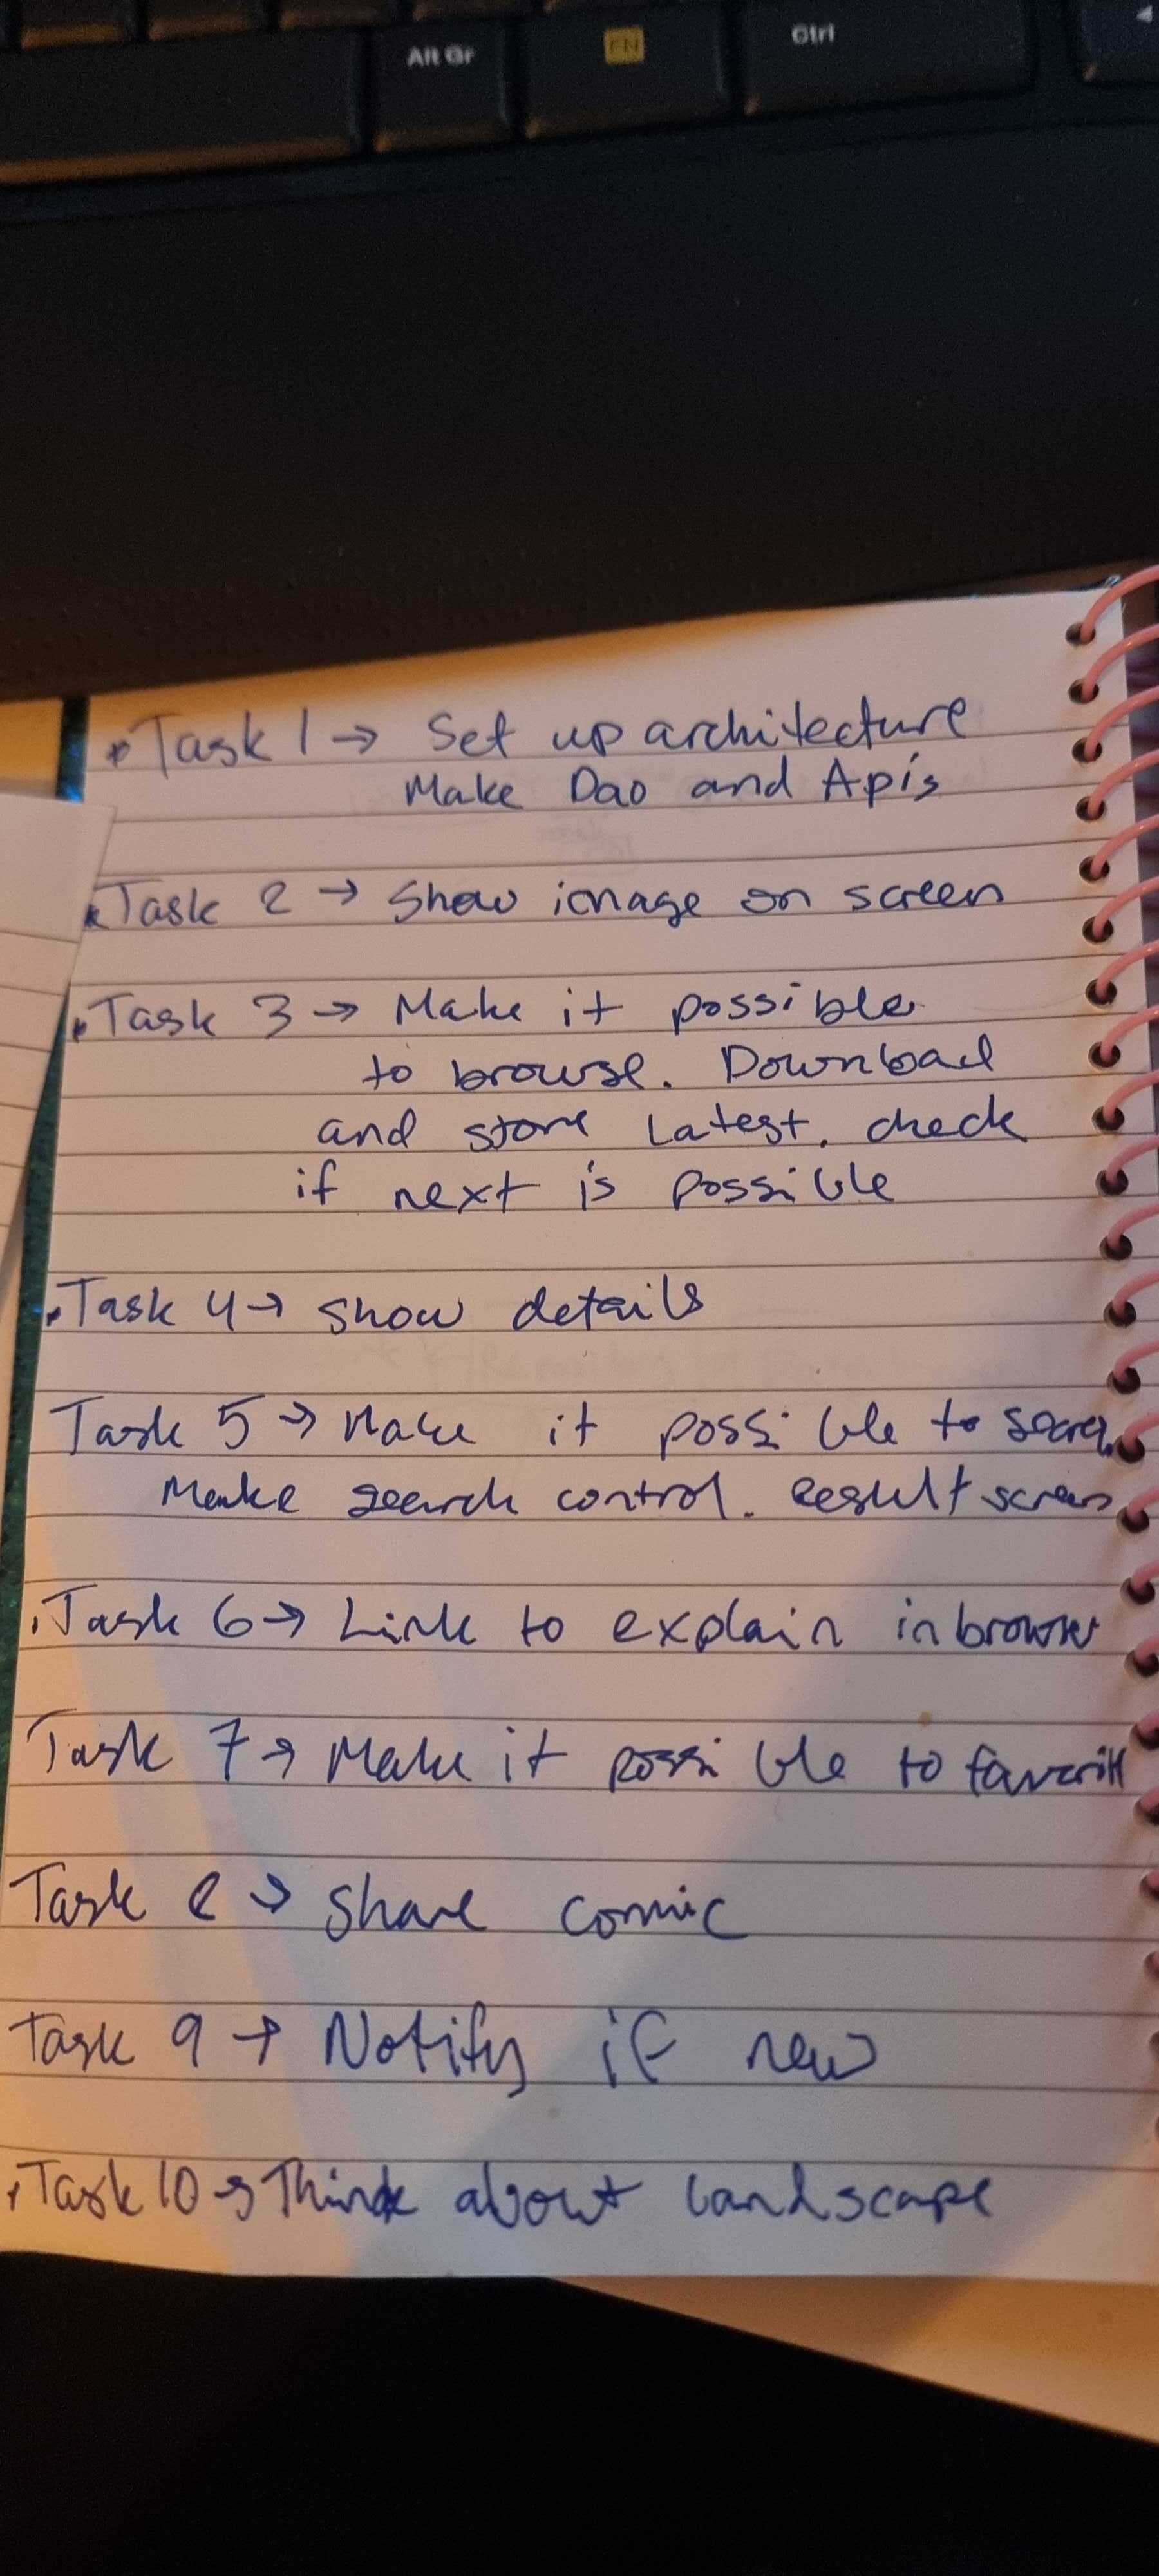 Alt Gr
FN
Ctrl
Task 1 → Set up architecture
Make Dao and Apis
Task 2 → Show image on screen
Task 3 → Make it possible
to browse. Download
and store Latest. check
if next is possible
Task 4 → show details
Task 5 → Make it possible to search
Make search control. Result screen
Task 6 → Link to explain in browser
Task 7 → Make it possible to favorite
Task 8 → Share comic
Task 9 → Notify if new
Task 10 → Think about landscape